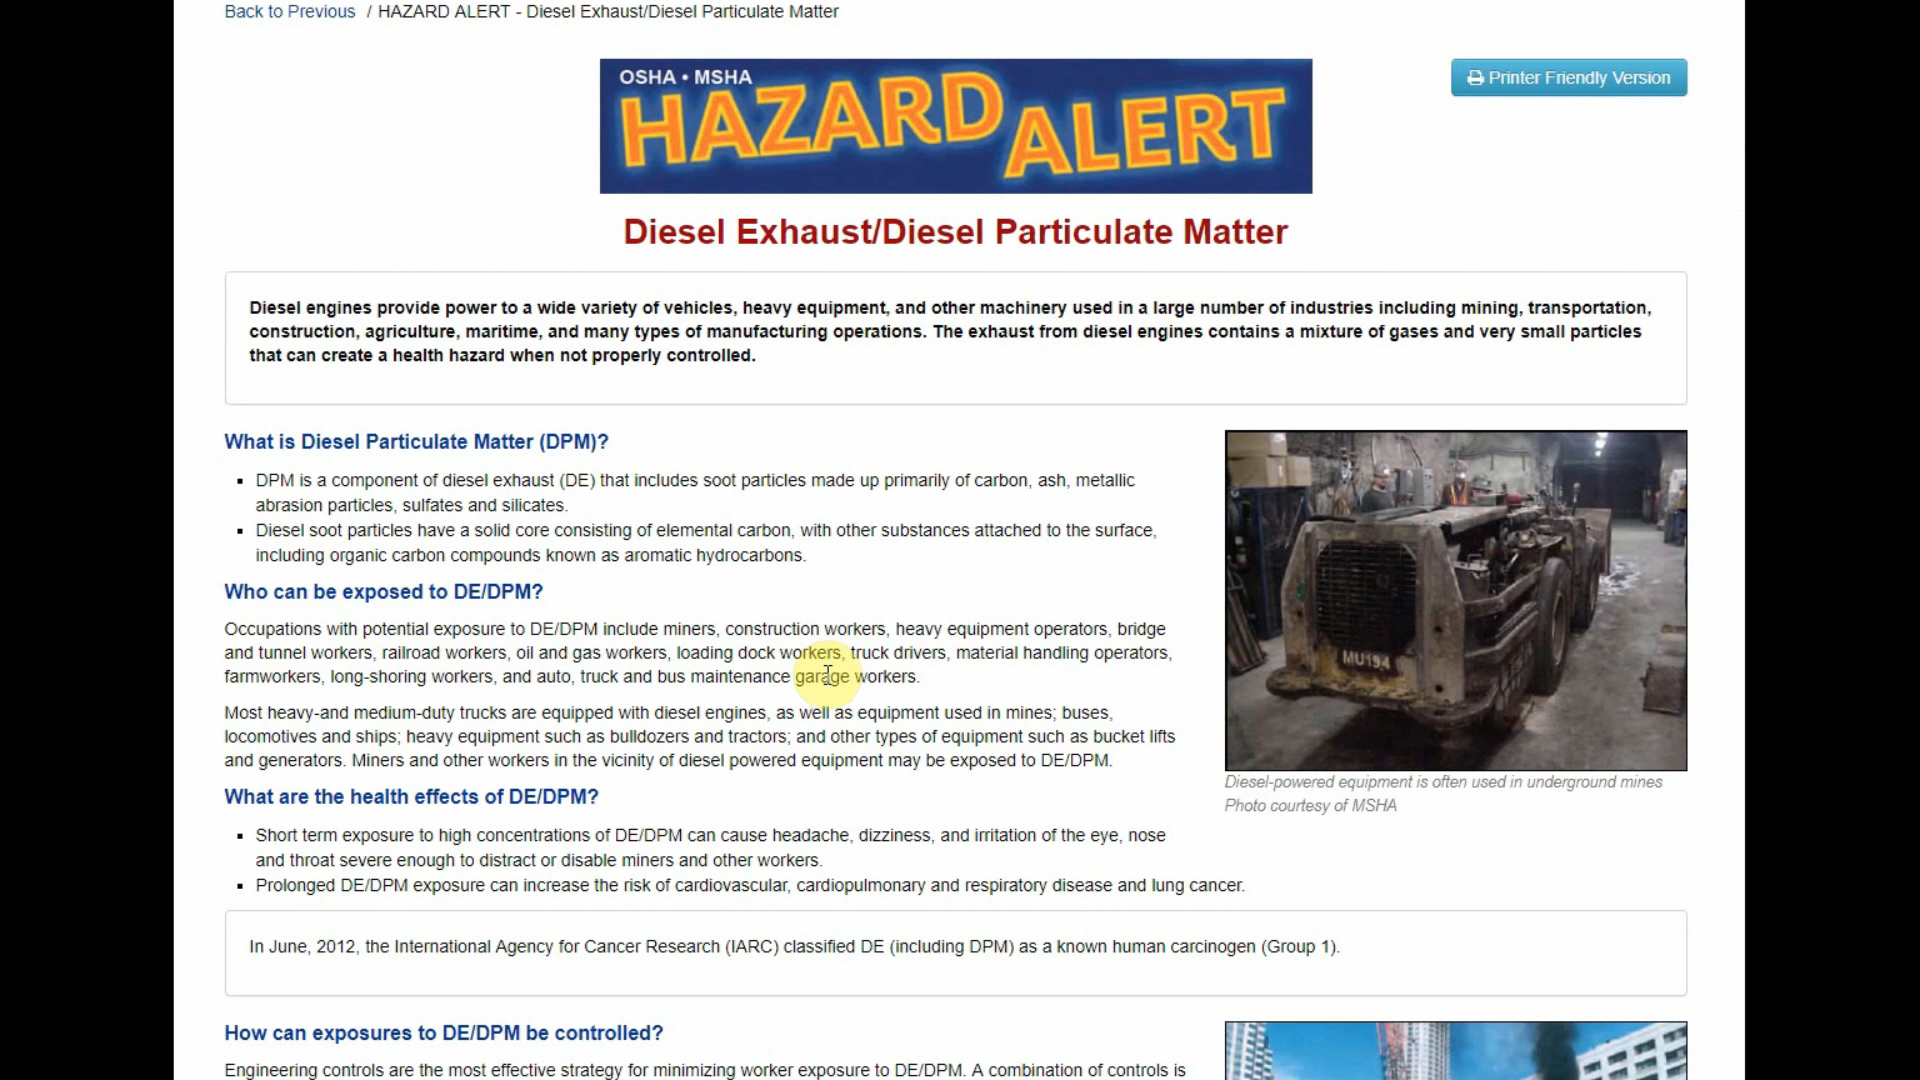 Back to Previous / HAZARD ALERT - Diesel Exhaust/Diesel Particulate Matter
OSHA • MSHA
HAZARD ALERT
Printer Friendly Version
Diesel Exhaust/Diesel Particulate Matter
Diesel engines provide power to a wide variety of vehicles, heavy equipment, and other machinery used in a large number of industries including mining, transportation,
construction, agriculture, maritime, and many types of manufacturing operations. The exhaust from diesel engines contains a mixture of gases and very small particles
that can create a health hazard when not properly controlled.
What is Diesel Particulate Matter (DPM)?
▪ DPM is a component of diesel exhaust (DE) that includes soot particles made up primarily of carbon, ash, metallic
abrasion particles, sulfates and silicates.
▪ Diesel soot particles have a solid core consisting of elemental carbon, with other substances attached to the surface,
including organic carbon compounds known as aromatic hydrocarbons.
Who can be exposed to DE/DPM?
Occupations with potential exposure to DE/DPM include miners, construction workers, heavy equipment operators, bridge
and tunnel workers, railroad workers, oil and gas workers, loading dock workers, truck drivers, material handling operators,
farmworkers, long-shoring workers, and auto, truck and bus maintenance garage workers.
Most heavy-and medium-duty trucks are equipped with diesel engines, as well as equipment used in mines; buses,
locomotives and ships; heavy equipment such as bulldozers and tractors; and other types of equipment such as bucket lifts
and generators. Miners and other workers in the vicinity of diesel powered equipment may be exposed to DE/DPM.
MU194
Diesel-powered equipment is often used in underground mines
Photo courtesy of MSHA
What are the health effects of DE/DPM?
▪ Short term exposure to high concentrations of DE/DPM can cause headache, dizziness, and irritation of the eye, nose
and throat severe enough to distract or disable miners and other workers.
▪ Prolonged DE/DPM exposure can increase the risk of cardiovascular, cardiopulmonary and respiratory disease and lung cancer.
In June, 2012, the International Agency for Cancer Research (IARC) classified DE (including DPM) as a known human carcinogen (Group 1).
How can exposures to DE/DPM be controlled?
Engineering controls are the most effective strategy for minimizing worker exposure to DE/DPM. A combination of controls is